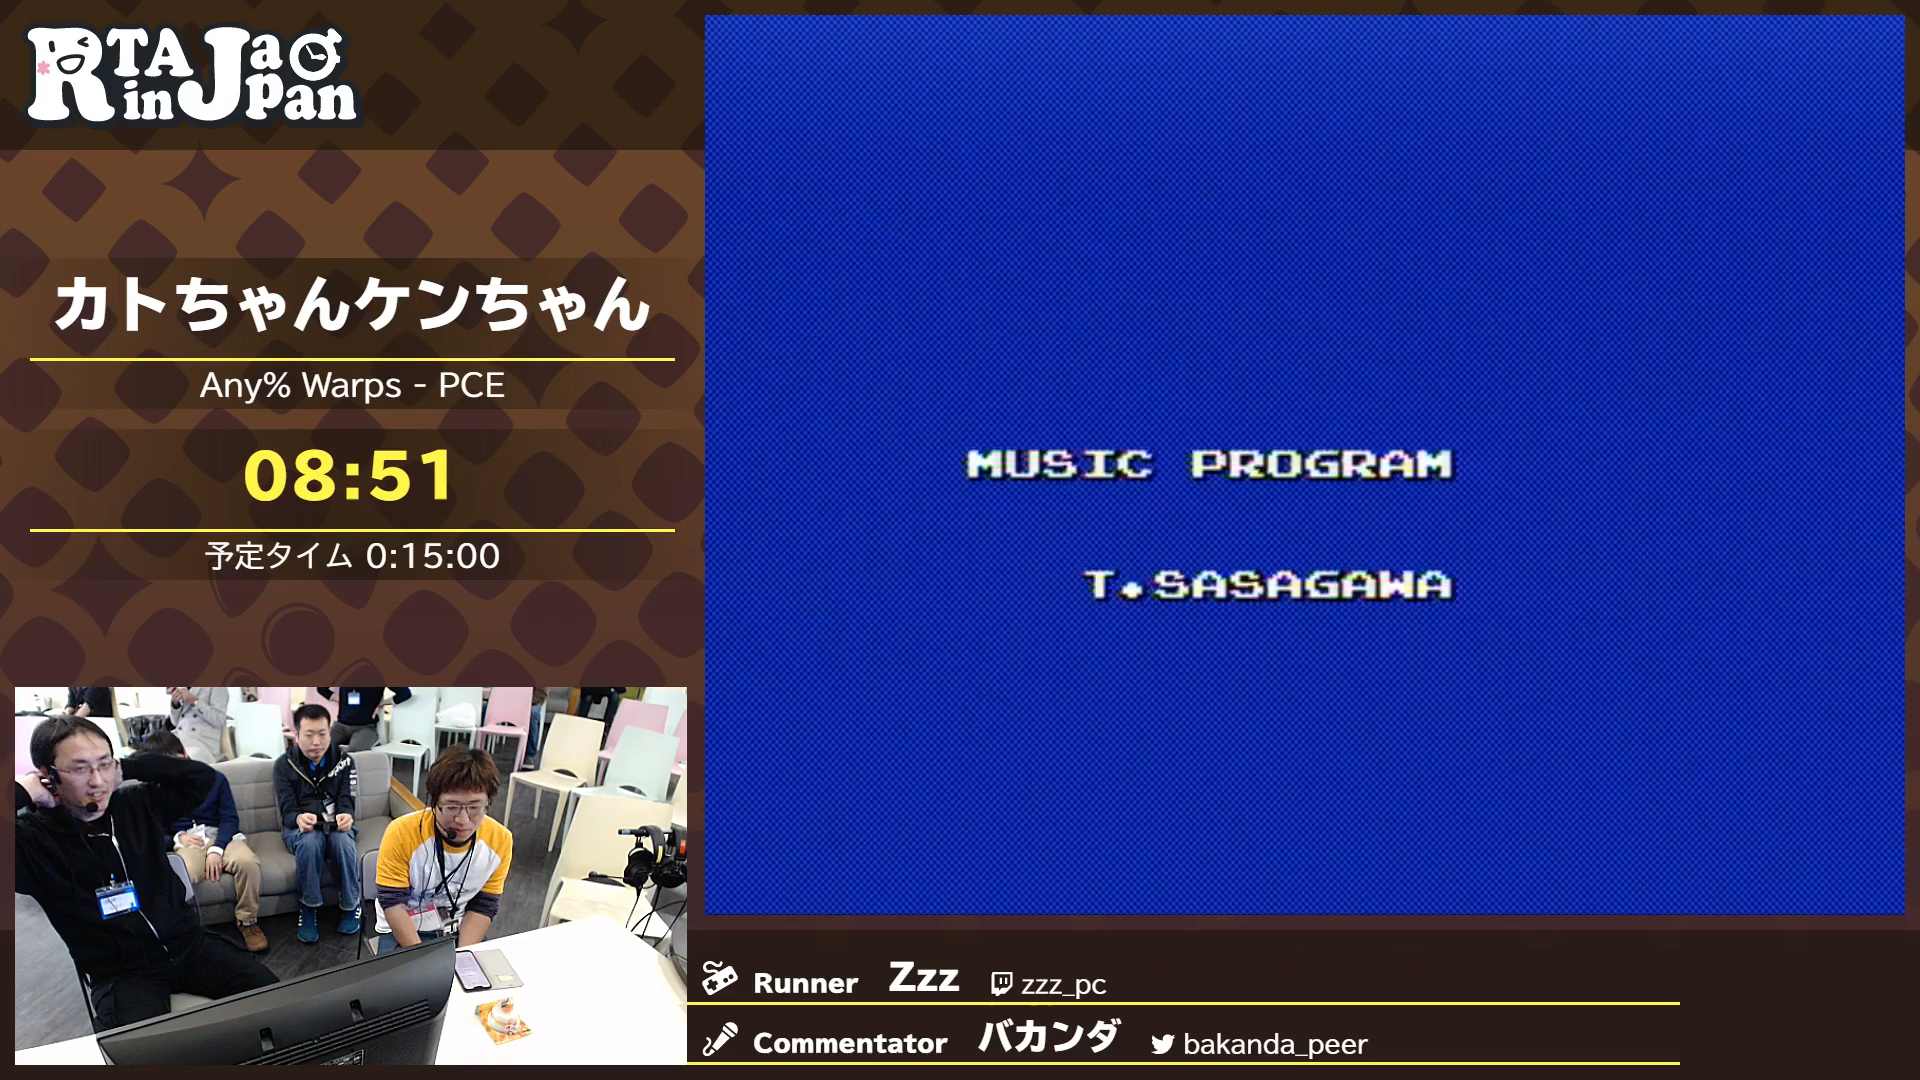 RTA in Japan
カトちゃんケンちゃん
Any% Warps - PCE
08:51
予定タイム 0:15:00
MUSIC PROGRAM
T.SASAGAWA
Runner Zzz zzz_pc
Commentator バカンダ bakanda_peer